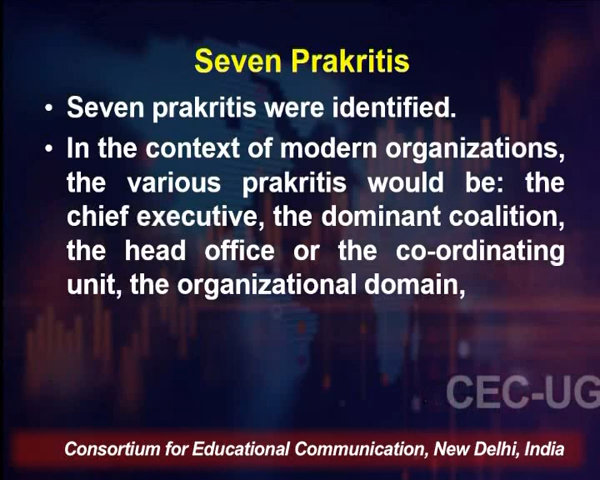 Seven Prakritis
• Seven prakritis were identified.
• In the context of modern organizations,
the various prakritis would be: the
chief executive, the dominant coalition,
the head office or the co-ordinating
unit, the organizational domain,
CEC-UG
Consortium for Educational Communication, New Delhi, India